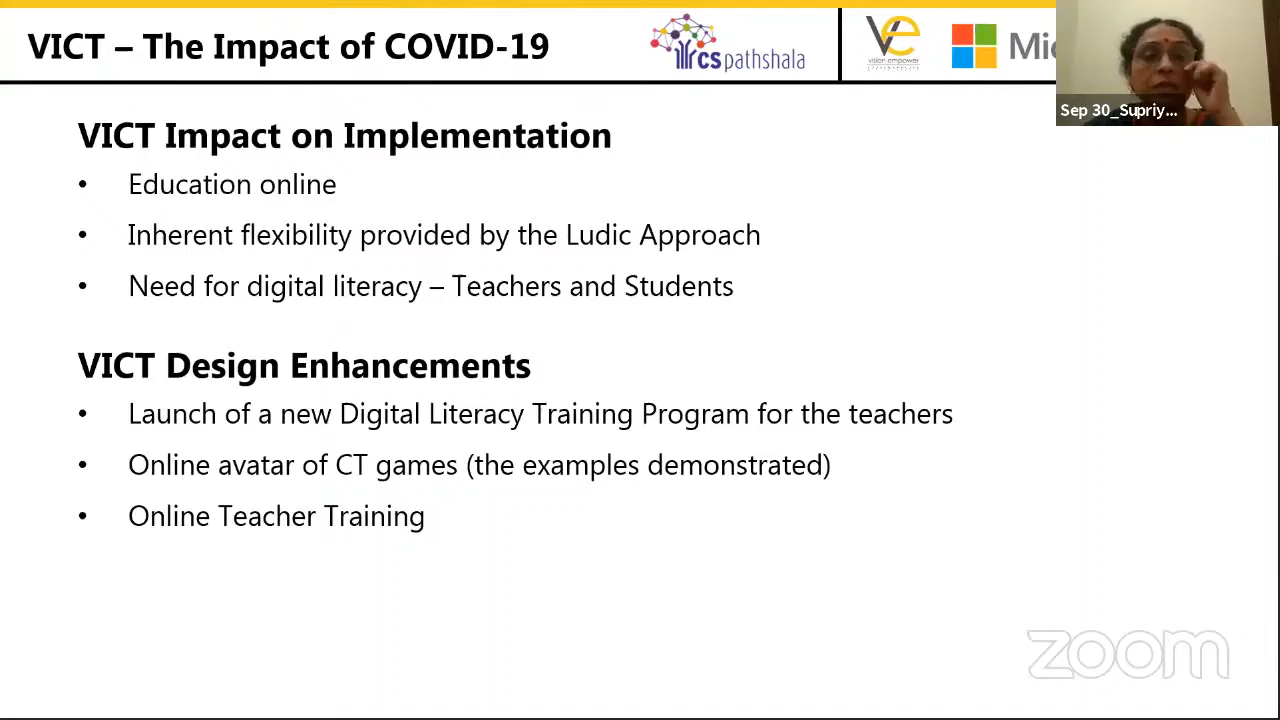 VICT – The Impact of COVID-19
cspathshala
VE
vision empower
Mic
Sep 30_Supriy...
VICT Impact on Implementation
• Education online
• Inherent flexibility provided by the Ludic Approach
• Need for digital literacy – Teachers and Students
VICT Design Enhancements
• Launch of a new Digital Literacy Training Program for the teachers
• Online avatar of CT games (the examples demonstrated)
• Online Teacher Training
zoom